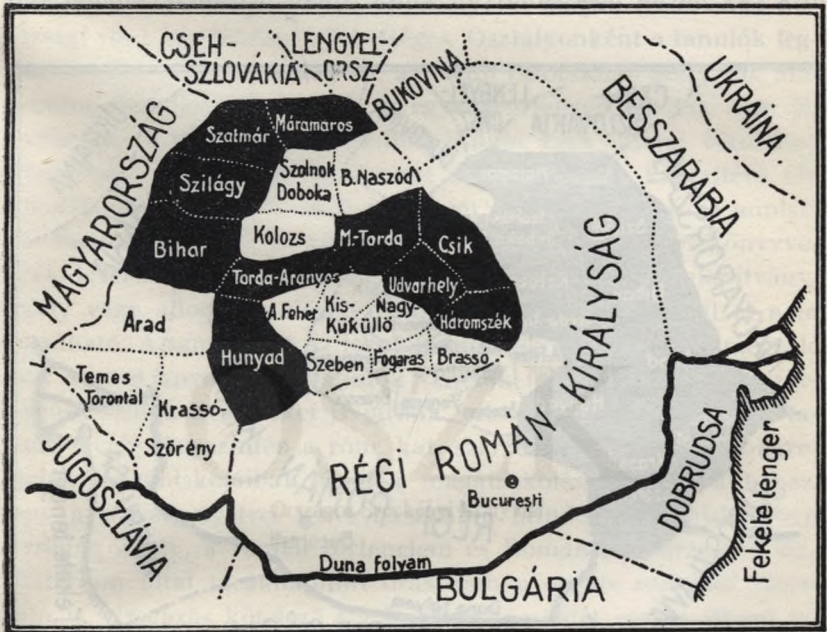 CSEH-
SZLOVÁKIA
LENGYEL-
ORSZ.
BUKOVINA
UKRAINA
BESSZARÁBIA
MAGYARORSZÁG
Szatmár
Máramaros
Szilágy
Szolnok
Doboka
B.Naszód
Bihar
Kolozs
M.-Torda
Csik
Torda-Aranyos
Udvarhely
Arad
A.Fehér
Kis-
Küküllö
Nagy-
Háromszék
Hunyad
Szeben
Fogaras
Brassó
Temes
Torontál
Krassó-
Szörény
RÉGI ROMÁN KIRÁLYSÁG
Bucureşti
JUGOSZLÁVIA
DOBRUDSA
Fekete tenger
Duna folyam
BULGÁRIA